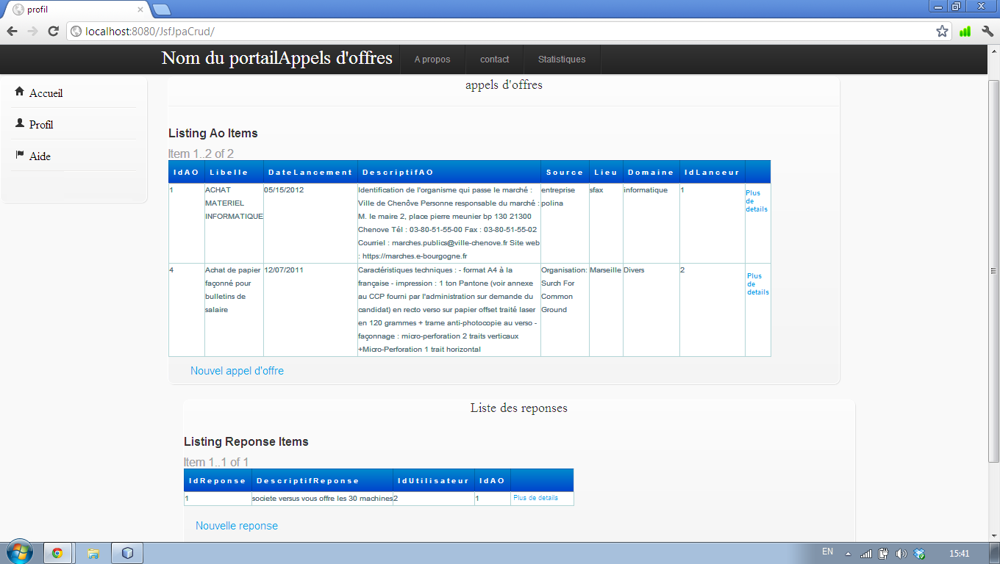 profil
localhost:8080/JsfJpaCrud/
Nom du portailAppels d'offres A propos contact Statistiques
Accueil
Profil
Aide
appels d'offres
Listing Ao Items
Item 1..2 of 2
IdAO Libelle DateLancement DescriptifAO Source Lieu Domaine IdLanceur
1
ACHAT
MATERIEL
INFORMATIQUE
05/15/2012
Identification de l'organisme qui passe le marché :
Ville de Chenôve Personne responsable du marché :
M. le maire 2, place pierre meunier bp 130 21300
Chenove Tél : 03-80-51-55-00 Fax : 03-80-51-55-02
Courriel : marches.publics@ville-chenove.fr Site web
: https://marches.e-bourgogne.fr
entreprise
polina
sfax
informatique
1
Plus
de
details
4
Achat de papier
façonné pour
bulletins de
salaire
12/07/2011
Caractéristiques techniques : - format A4 à la
française - impression : 1 ton Pantone (voir annexe
au CCP fourni par l'administration sur demande du
candidat) en recto verso sur papier offset traité laser
en 120 grammes + trame anti-photocopie au verso -
façonnage : micro-perforation 2 traits verticaux
+Micro-Perforation 1 trait horizontal
Organisation:
Surch For
Common
Ground
Marseille
Divers
2
Plus
de
details
Nouvel appel d'offre
Liste des reponses
Listing Reponse Items
Item 1..1 of 1
IdReponse DescriptifReponse IdUtilisateur IdAO
1 societe versus vous offre les 30 machines 2 1 Plus de details
Nouvelle reponse
EN 15:41